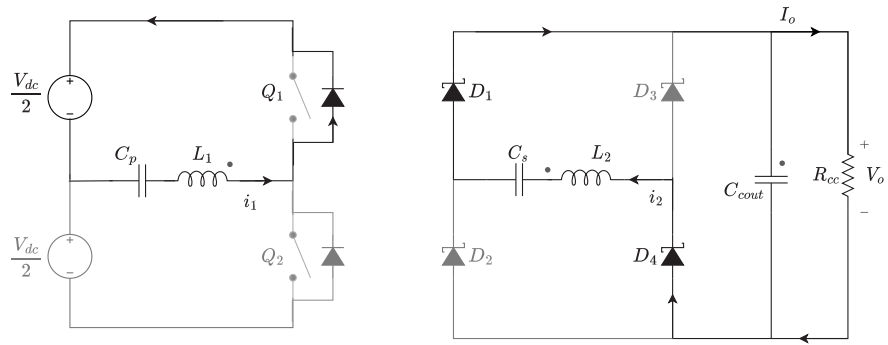 I_o
V_dc/2
+
−
Q_1
D_1
D_3
C_p
L_1
i_1
C_s
L_2
i_2
C_cout
R_cc
+
V_o
−
V_dc/2
+
−
Q_2
D_2
D_4